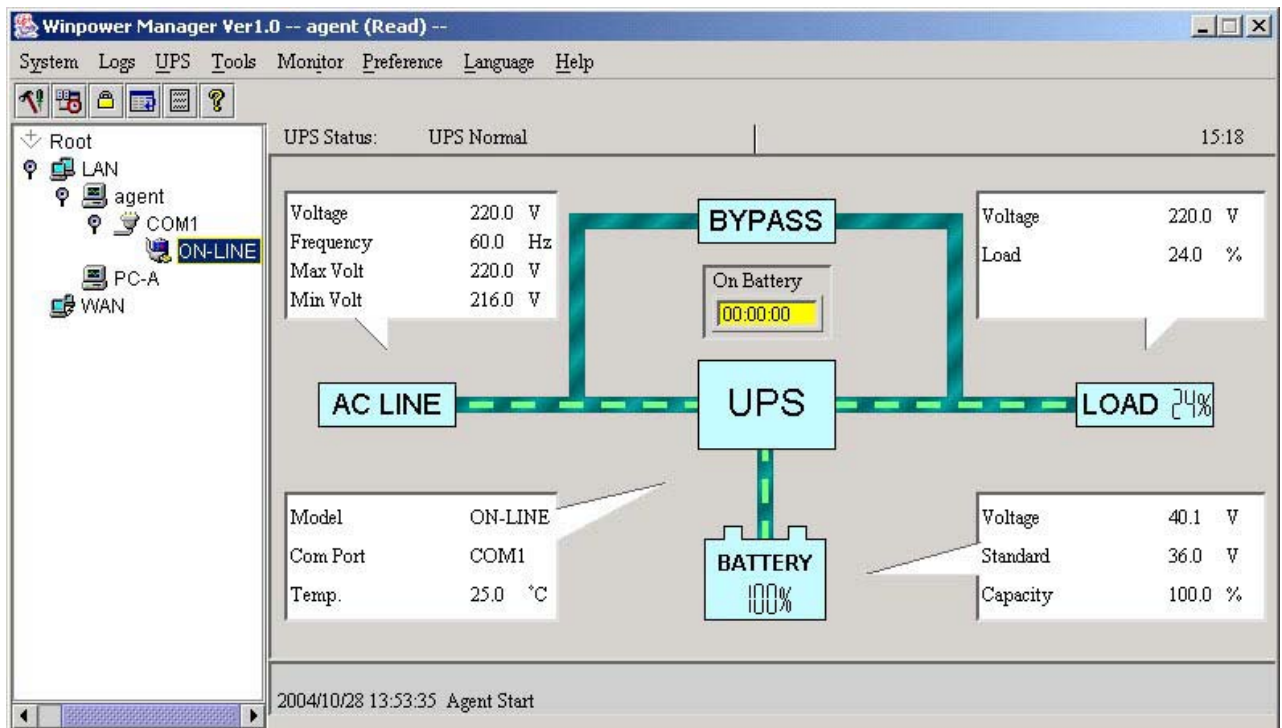 Winpower Manager Ver1.0 -- agent (Read) --
System Logs UPS Tools Monitor Preference Language Help
Root
LAN
agent
COM1
ON-LINE
PC-A
WAN
UPS Status: UPS Normal 15:18
Voltage 220.0 V
Frequency 60.0 Hz
Max Volt 220.0 V
Min Volt 216.0 V
BYPASS
On Battery
00:00:00
Voltage 220.0 V
Load 24.0 %
AC LINE
UPS
LOAD 24%
Model ON-LINE
Com Port COM1
Temp. 25.0 °C
BATTERY
100%
Voltage 40.1 V
Standard 36.0 V
Capacity 100.0 %
2004/10/28 13:53:35 Agent Start